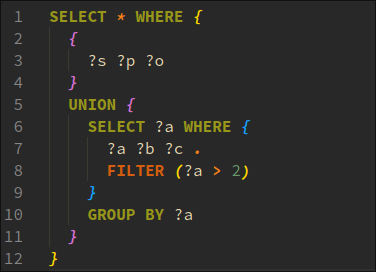 1 SELECT * WHERE {
2 {
3 ?s ?p ?o
4 }
5 UNION {
6 SELECT ?a WHERE {
7 ?a ?b ?c .
8 FILTER (?a > 2)
9 }
10 GROUP BY ?a
11 }
12 }